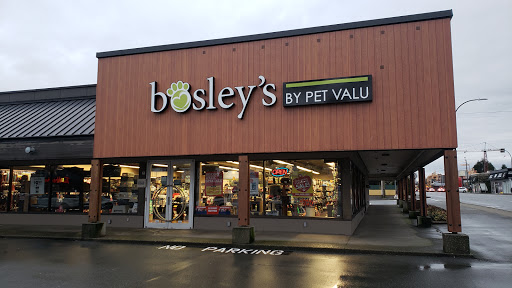 bosley's
BY PET VALU
NO PARKING